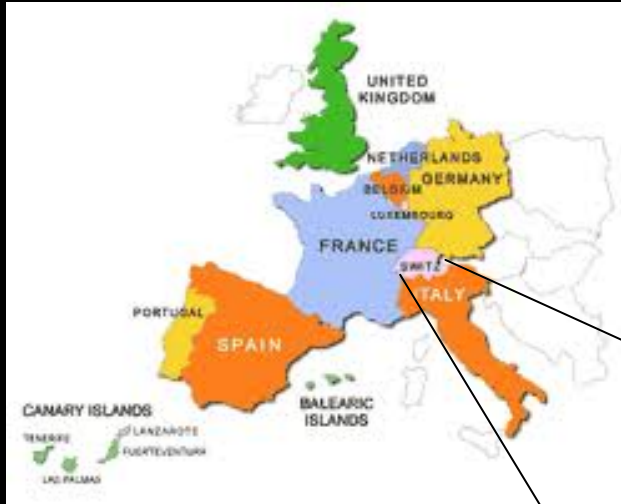 UNITED
KINGDOM
NETHERLANDS
BELGIUM
GERMANY
LUXEMBOURG
FRANCE
SWITZ
ITALY
PORTUGAL
SPAIN
BALEARIC
ISLANDS
CANARY ISLANDS
TENERIFE
LANZAROTE
FUERTEVENTURA
LAS PALMAS